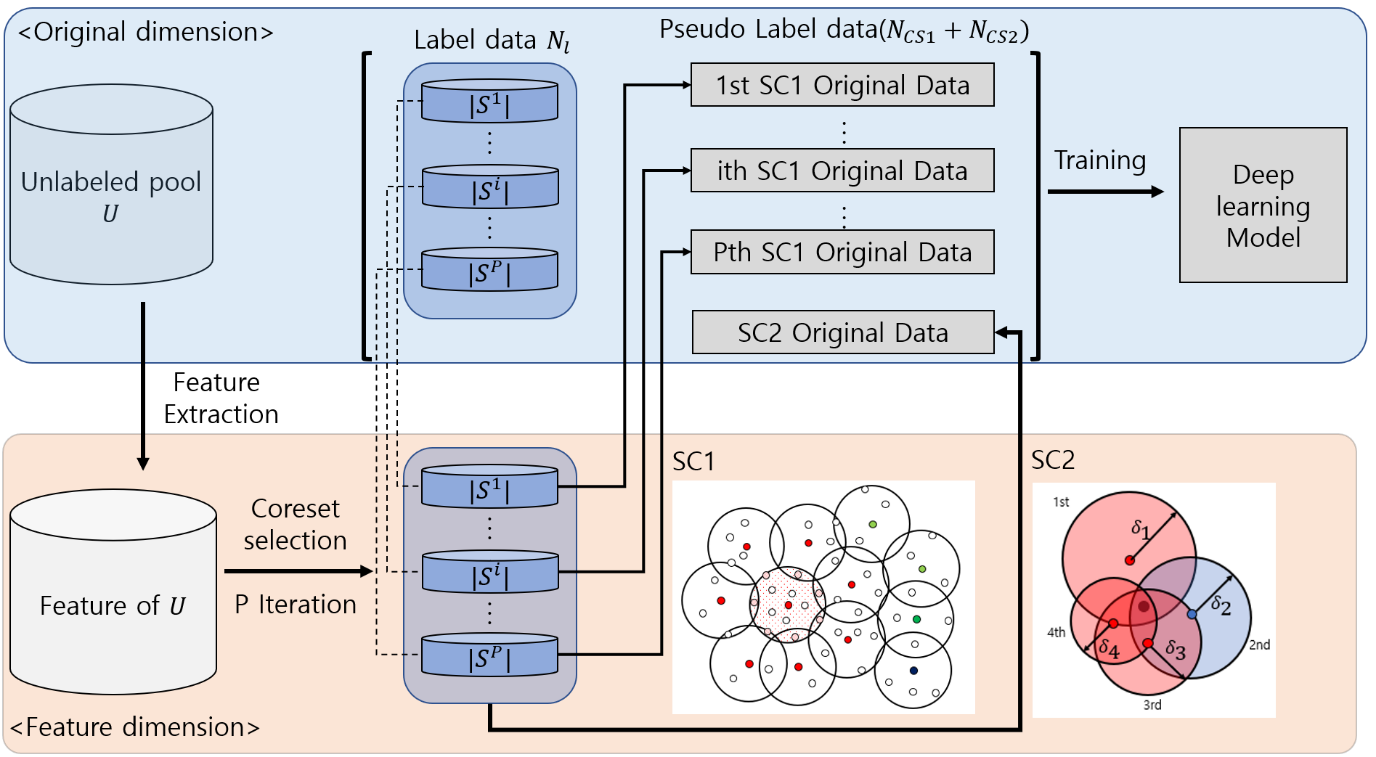 <Original dimension>
Unlabeled pool
U
Label data N_l
|S^1|
⋮
|S^i|
⋮
|S^P|
Pseudo Label data(N_CS1 + N_CS2)
1st SC1 Original Data
⋮
ith SC1 Original Data
⋮
Pth SC1 Original Data
SC2 Original Data
Training
Deep
learning
Model
Feature
Extraction
Feature of U
<Feature dimension>
Coreset
selection
P Iteration
|S^1|
⋮
|S^i|
⋮
|S^P|
SC1
SC2
1st
δ_1
δ_2
2nd
4th
δ_4
δ_3
3rd